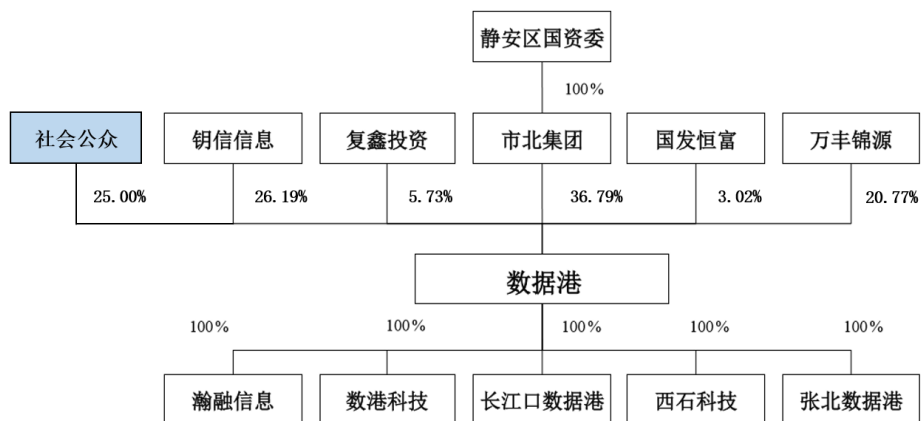 静安区国资委
100%
社会公众
钥信信息
复鑫投资
市北集团
国发恒富
万丰锦源
25.00%
26.19%
5.73%
36.79%
3.02%
20.77%
数据港
100%
100%
100%
100%
100%
瀚融信息
数港科技
长江口数据港
西石科技
张北数据港